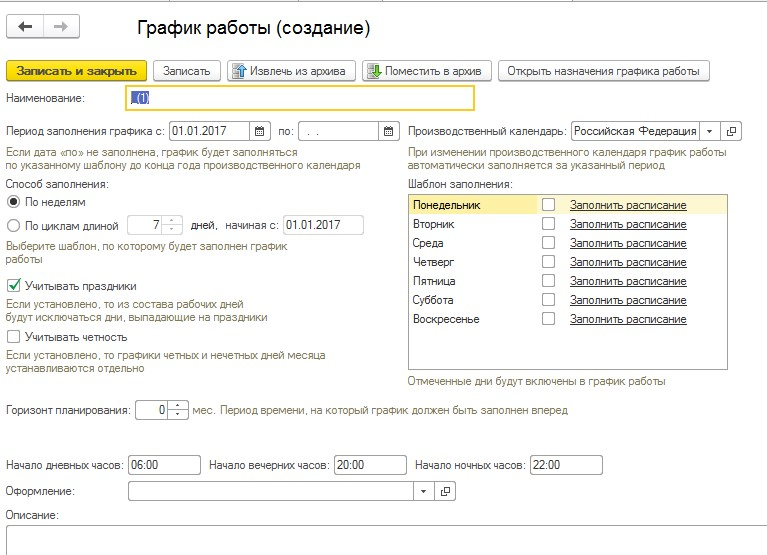 График работы (создание)
Записать и закрыть Записать Извлечь из архива Поместить в архив Открыть назначения графика работы
Наименование: _(1)
Период заполнения графика с: 01.01.2017 по: . . Производственный календарь: Российская Федерация
Если дата «по» не заполнена, график будет заполняться
по указанному шаблону до конца года производственного календаря
При изменении производственного календаря график работы
автоматически заполняется за указанный период
Способ заполнения:
По неделям
По циклам длиной 7 дней, начиная с: 01.01.2017
Выберите шаблон, по которому будет заполнен график
работы
Учитывать праздники
Если установлено, то из состава рабочих дней
будут исключаться дни, выпадающие на праздники
Учитывать четность
Если установлено, то графики четных и нечетных дней месяца
устанавливаются отдельно
Шаблон заполнения:
Понедельник Заполнить расписание
Вторник Заполнить расписание
Среда Заполнить расписание
Четверг Заполнить расписание
Пятница Заполнить расписание
Суббота Заполнить расписание
Воскресенье Заполнить расписание
Отмеченные дни будут включены в график работы
Горизонт планирования: 0 мес. Период времени, на который график должен быть заполнен вперед
Начало дневных часов: 06:00 Начало вечерних часов: 20:00 Начало ночных часов: 22:00
Оформление:
Описание: